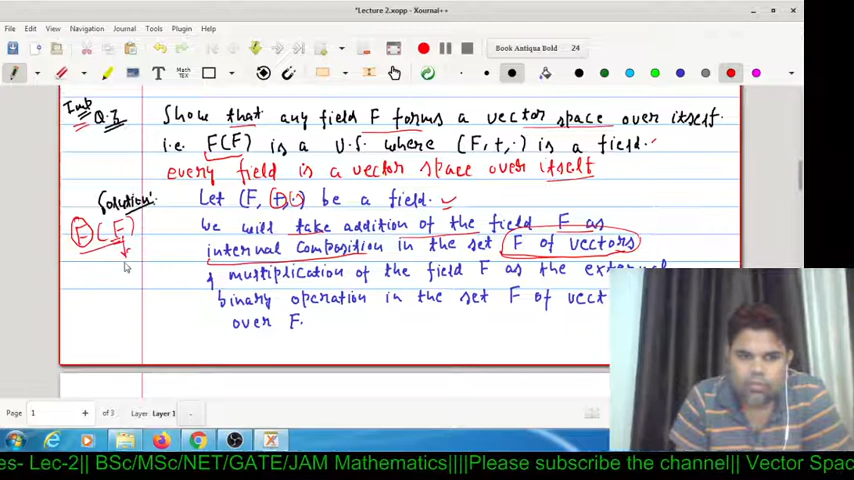 *Lecture 2.xopp - Xournal++
File Edit View Navigation Journal Tools Plugin Help
Book Antiqua Bold 24
Imp Q.3 Show that any field F forms a vector space over itself.
i.e. F(F) is a V.S. where (F, +, ·) is a field.
every field is a vector space over itself
Solution: Let (F, +, ·) be a field.
F(F) We will take addition of the field F as
internal composition in the set F of vectors
& multiplication of the field F as the external
binary operation in the set F of vect
over F.
Page 1 of 3 Layer Layer 1
es- Lec-2|| BSc/MSc/NET/GATE/JAM Mathematics||||Please subscribe the channel|| Vector Spac